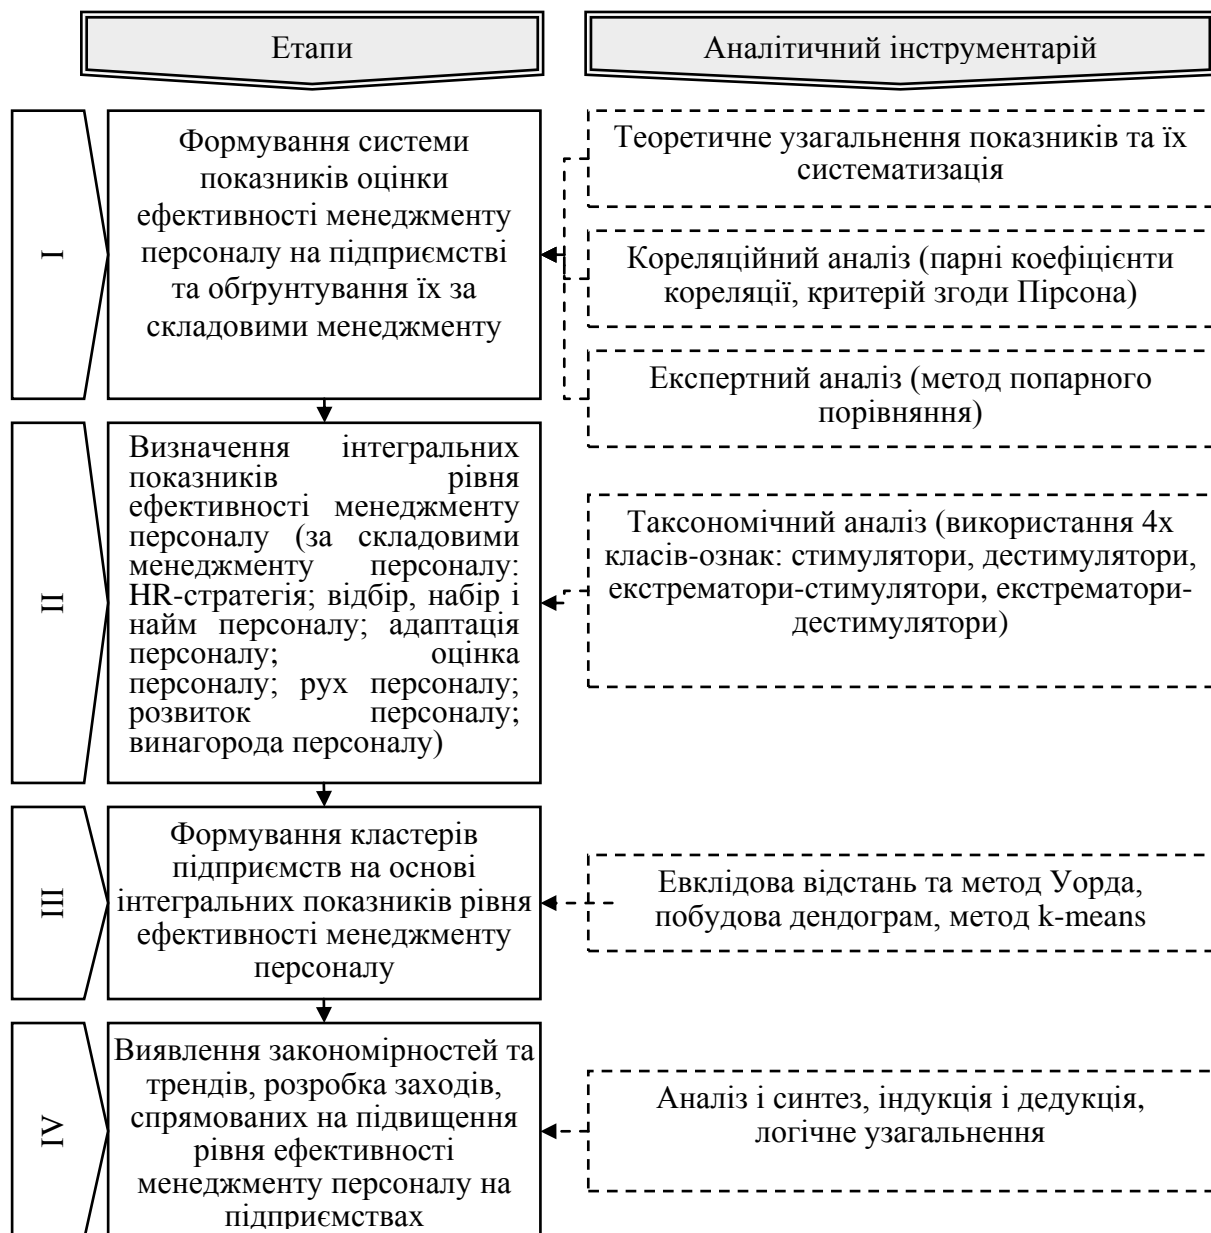 Етапи
Аналітичний інструментарій
I
Формування системи
показників оцінки
ефективності менеджменту
персоналу на підприємстві
та обґрунтування їх за
складовими менеджменту
Теоретичне узагальнення показників та їх
систематізація
Кореляційний аналіз (парні коефіцієнти
кореляції, критерій згоди Пірсона)
Експертний аналіз (метод попарного
порівняння)
II
Визначення інтегральних
показників рівня
ефективності менеджменту
персоналу (за складовими
менеджменту персоналу:
HR-стратегія; відбір, набір і
найм персоналу; адаптація
персоналу; оцінка
персоналу; рух персоналу;
розвиток персоналу;
винагорода персоналу)
Таксономічний аналіз (використання 4х
класів-ознак: стимулятори, дестимулятори,
екстрематори-стимулятори, екстрематори-
дестимулятори)
III
Формування кластерів
підприємств на основі
інтегральних показників рівня
ефективності менеджменту
персоналу
Евклідова відстань та метод Уорда,
побудова дендограм, метод k-means
IV
Виявлення закономірностей та
трендів, розробка заходів,
спрямованих на підвищення
рівня ефективності
менеджменту персоналу на
підприємствах
Аналіз і синтез, індукція і дедукція,
логічне узагальнення